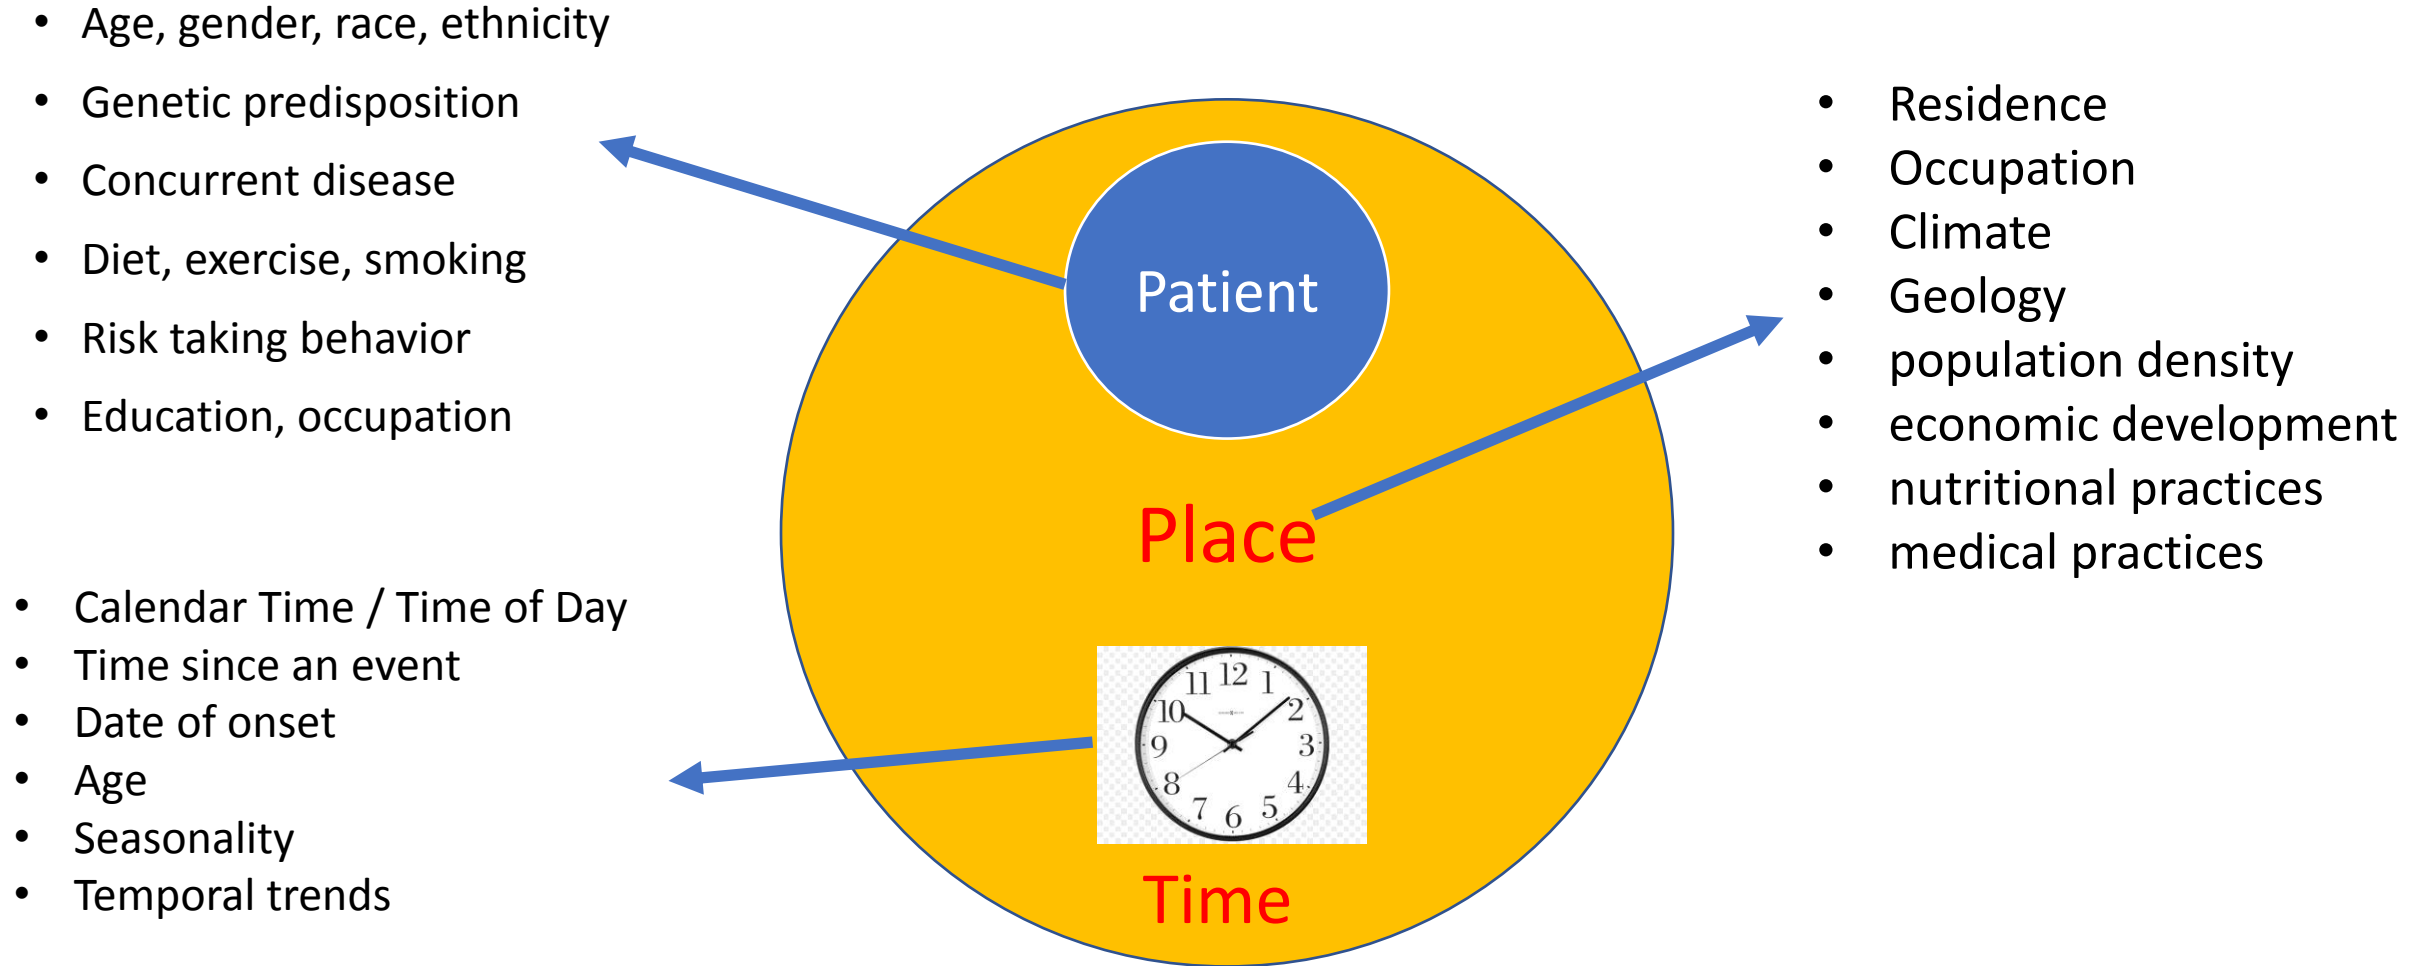 • Age, gender, race, ethnicity
• Genetic predisposition
• Concurrent disease
• Diet, exercise, smoking
• Risk taking behavior
• Education, occupation
Patient
Place
• Residence
• Occupation
• Climate
• Geology
• population density
• economic development
• nutritional practices
• medical practices
• Calendar Time / Time of Day
• Time since an event
• Date of onset
• Age
• Seasonality
• Temporal trends
12
1
2
3
4
5
6
7
8
9
10
11
Time